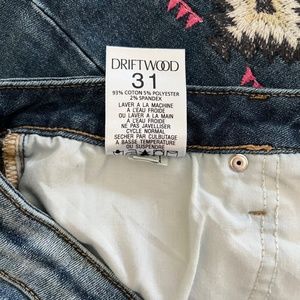 DRIFTWOOD
31
93% COTON 5% POLYESTER
2% SPANDEX
LAVER A LA MACHINE
A L'EAU FROIDE
OU LAVER A LA MAIN
A L'EAU FROIDE
NE PAS JAVELLISER
CYCLE NORMAL
SECHER PAR CULBUTAGE
A BASSE TEMPERATURE
OU SUSPENDRE